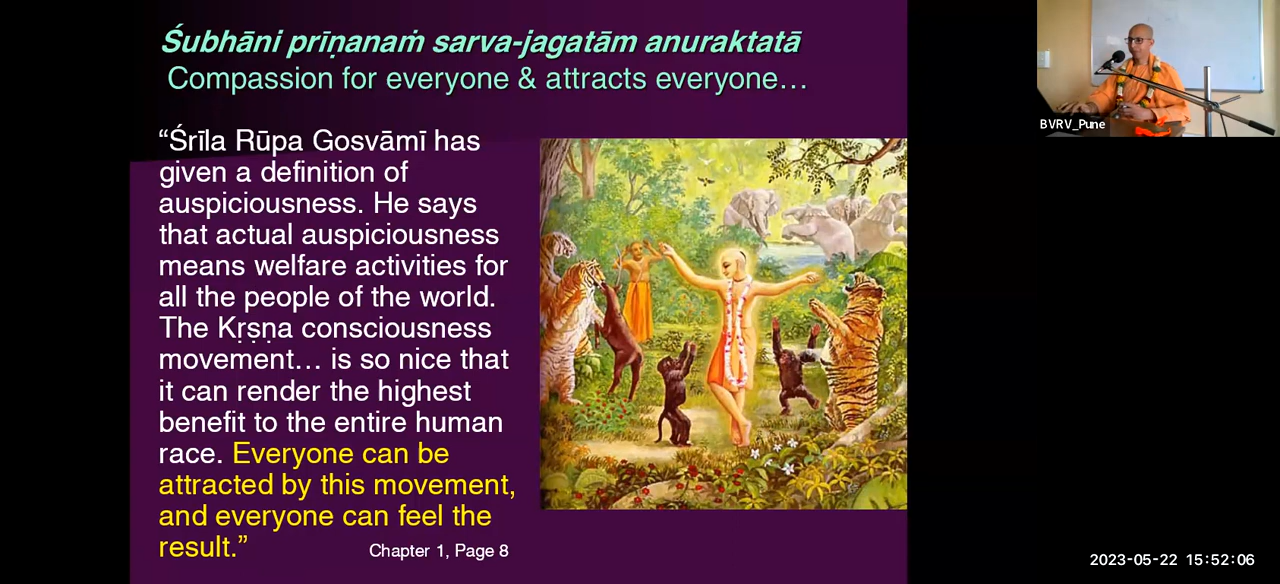 Śubhāni prīṇanaṁ sarva-jagatām anuraktatā
Compassion for everyone & attracts everyone…
“Śrīla Rūpa Gosvāmī has
given a definition of
auspiciousness. He says
that actual auspiciousness
means welfare activities for
all the people of the world.
The Kṛṣṇa consciousness
movement… is so nice that
it can render the highest
benefit to the entire human
race. Everyone can be
attracted by this movement,
and everyone can feel the
result.”
Chapter 1, Page 8
BVRV_Pune
2023-05-22 15:52:06